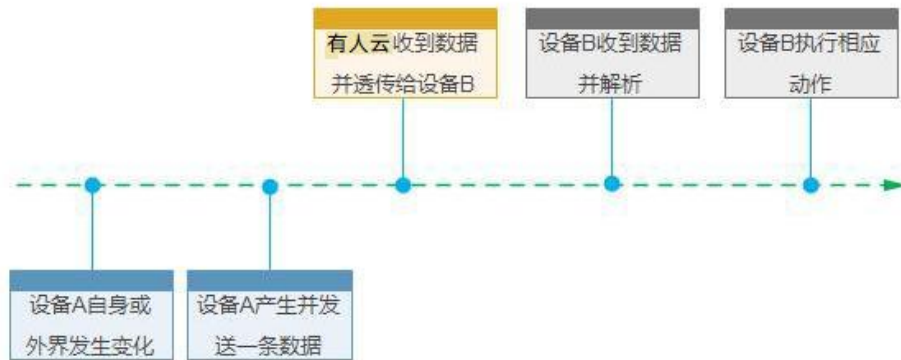 有人云收到数据
并透传给设备B
设备B收到数据
并解析
设备B执行相应
动作
设备A自身或
外界发生变化
设备A产生并发
送一条数据